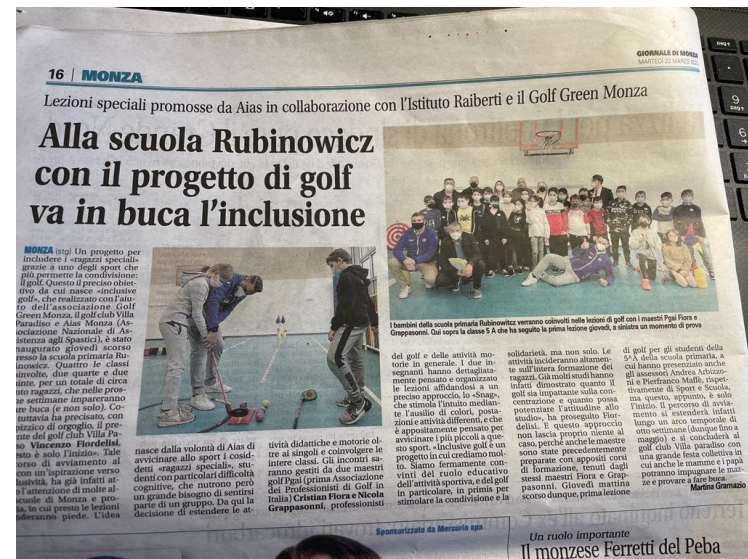 16 | MONZA
GIORNALE DI MONZA
MARTEDÌ 22 MARZO
Lezioni speciali promosse da Aias in collaborazione con l'Istituto Raiberti e il Golf Green Monza
Alla scuola Rubinowicz
con il progetto di golf
va in buca l'inclusione
MONZA (stg) Un progetto per
includere i «ragazzi speciali»
grazie a uno degli sport che
più permette la condivisione:
il golf. Questo il preciso obiet-
tivo da cui nasce «inclusive
golf», che realizzato con l'aiu-
to dell'associazione Golf
Green Monza, il golf club Villa
Paradiso e Aias Monza (As-
sociazione Nazionale di As-
sistenza agli Spastici), è stato
inaugurato giovedì scorso
presso la scuola primaria Ru-
binowicz. Quattro le classi
involte, due quarte e due
inte, per un totale di circa
nto ragazzi, che nelle pros-
e settimane impareranno
re buca (e non solo). Co-
nuttavia ha precisato, con
pizzico di orgoglio, il pre-
nte del golf club Villa Pa-
so Vincenzo Fiordelisi,
sto è solo l'inizio». Tale
orso di avviamento al
con un'aspirazione verso
lusività, ha già infatti at-
o l'attenzione di molte al-
scuole di Monza e pro-
ia, in cui presto le lezioni
nderanno piede. L'idea
nasce dalla volontà di Aias di
avvicinare allo sport i cosid-
detti «ragazzi speciali», stu-
denti con particolari difficoltà
cognitive, che nutrono però
un grande bisogno di sentirsi
parte di un gruppo. Da qui la
decisione di estendere le at-
tività didattiche e motorie ol-
tre ai singoli e coinvolgere le
intere classi. Gli incontri sa-
ranno gestiti da due maestri
golf Pgai (prima Associazione
dei Professionisti di Golf in
Italia) Cristian Fiora e Nicola
Grappasonni, professionisti
I bambini della scuola primaria Rubinowitcz verranno coinvolti nelle lezioni di golf con i maestri Pgai Fiora e
Grappasonni. Qui sopra la classe 5 A che ha seguito la prima lezione giovedì, a sinistra un momento di prova
del golf e delle attività mo-
torie in generale. I due in-
segnanti hanno dettagliata-
mente pensato e organizzato
le lezioni affidandosi a un
preciso approccio, lo «Snag»,
che stimola l'intuito median-
te l'ausilio di colori, postaz-
zioni e attività differenti, e che
è appositamente pensato per
avvicinare i più piccoli a que-
sto sport. «Inclusive golf è un
progetto in cui crediamo mol-
to. Siamo fermamente con-
vinti del ruolo educativo
dell'attività sportiva, e del golf
in particolare, in primis per
stimolare la condivisione e la
solidarietà, ma non solo. Le
attività incideranno altamen-
te sull'intera formazione dei
ragazzi. Già molti studi hanno
infatti dimostrato quanto il
golf sia impattante sulla con-
centrazione e quanto possa
potenziare l'attitudine allo
studio», ha proseguito Fior-
delisi. E questo approccio
non lascia proprio niente al
caso, perché anche le maestre
sono state precedentemente
preparate con appositi corsi
di formazione, tenuti dagli
stessi maestri Fiora e Grap-
pasonni. Giovedì mattina
scorso dunque, prima lezione
di golf per gli studenti della
5^A della scuola primaria, a
cui hanno presenziato anche
gli assessori Andrea Arbizzo-
ni e Pierfranco Maffè, rispet-
tivamente di Sport e Scuola,
ma questo, appunto, è solo
l'inizio. Il percorso di avvia-
mento si estenderà infatti
lungo un arco temporale di
otto settimane (dunque fino a
maggio) e si concluderà al
golf club Villa paradiso con
una grande festa collettiva in
cui anche le mamme e i papà
potranno impugnare le maz-
ze e provare a fare buca.
Martina Gramazio
Sponsorizzato da Mercurio spa
Un ruolo importante
Il monzese Ferretti del Peba